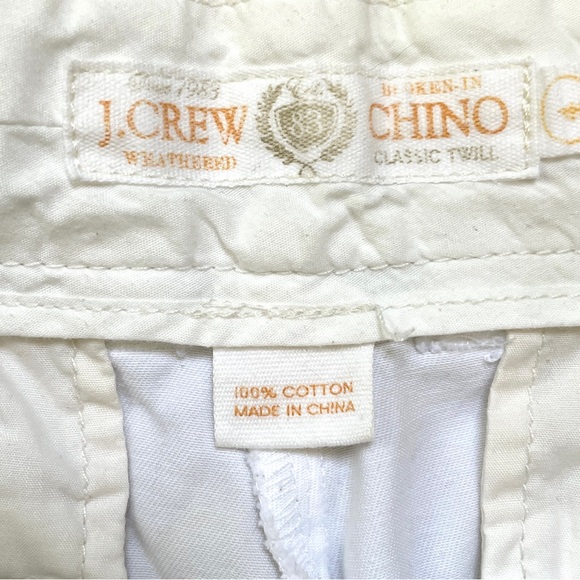 Since 1983
J.CREW
WEATHERED
83
BROKEN-IN
CHINO
CLASSIC TWILL
100% COTTON
MADE IN CHINA